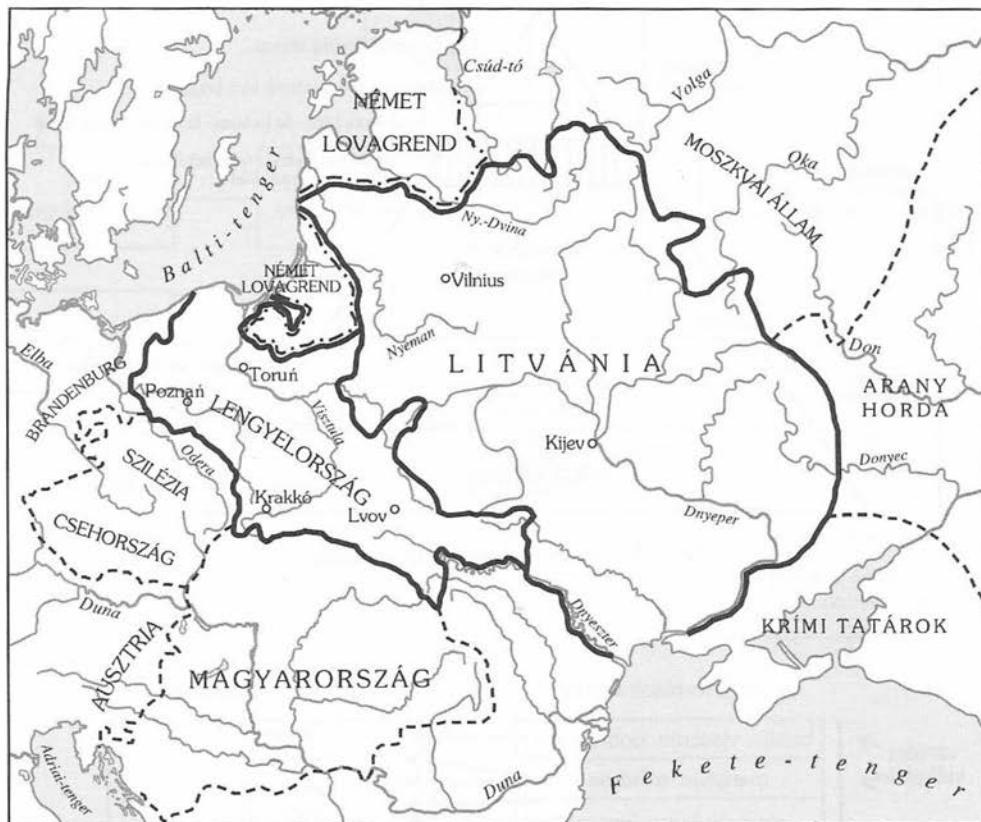 Csúd-tó
Volga
NÉMET
LOVAGREND
MOSZKVAI ÁLLAM
Oka
Balti-tenger
Ny.-Dvina
NÉMET
LOVAGREND
Vilnius
Nyeman
Elba
BRANDENBURG
Toruń
LITVÁNIA
Don
ARANY
HORDA
Poznań
LENGYELORSZÁG
Visztula
Kijev
Donyec
SZILÉZIA
Odera
Krakkó
Lvov
Dnyeper
CSEHORSZÁG
Duna
Dnyeszter
KRÍMI TATÁROK
AUSZTRIA
MAGYARORSZÁG
Adriai-tenger
Duna
Fekete-tenger